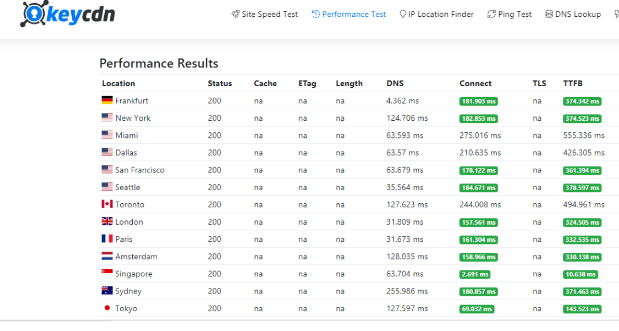 keycdn
Site Speed Test Performance Test IP Location Finder Ping Test DNS Lookup
Performance Results
Location Status Cache ETag Length DNS Connect TLS TTFB
Frankfurt 200 na na na 4.362 ms 181.903 ms na 374.342 ms
New York 200 na na na 124.706 ms 182.853 ms na 374.523 ms
Miami 200 na na na 63.593 ms 275.016 ms na 555.336 ms
Dallas 200 na na na 63.57 ms 210.635 ms na 426.305 ms
San Francisco 200 na na na 63.679 ms 178.122 ms na 361.394 ms
Seattle 200 na na na 35.564 ms 184.671 ms na 378.597 ms
Toronto 200 na na na 127.623 ms 244.008 ms na 494.961 ms
London 200 na na na 31.809 ms 157.561 ms na 324.505 ms
Paris 200 na na na 31.673 ms 161.304 ms na 332.535 ms
Amsterdam 200 na na na 128.035 ms 158.966 ms na 330.138 ms
Singapore 200 na na na 63.704 ms 2.691 ms na 10.638 ms
Sydney 200 na na na 255.986 ms 180.857 ms na 371.463 ms
Tokyo 200 na na na 127.597 ms 69.032 ms na 143.523 ms